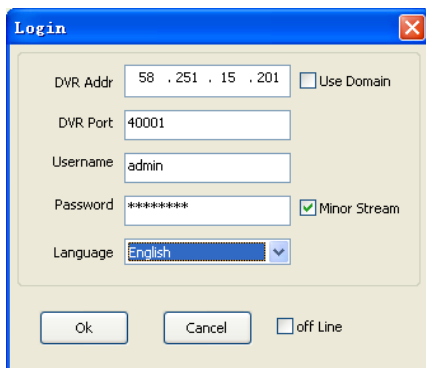 Login
DVR Addr 58 . 251 . 15 . 201 Use Domain
DVR Port 40001
Username admin
Password ******** Minor Stream
Language English
Ok Cancel off Line